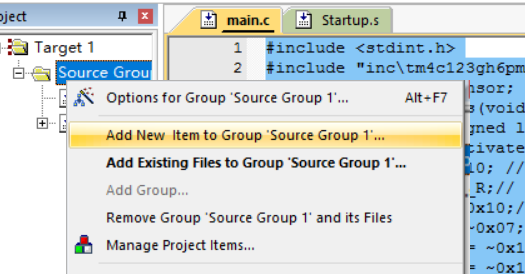 oject
main.c
Startup.s
Target 1
Source Grou
1 #include <stdint.h>
2 #include "inc\tm4c123gh6pm
nsor;
s(void
gned l
tivate
10; //
_R;//
0x10;/
~0x07;
= ~0x1
= ~0x1
Options for Group 'Source Group 1'... Alt+F7
Add New Item to Group 'Source Group 1'...
Add Existing Files to Group 'Source Group 1'...
Add Group...
Remove Group 'Source Group 1' and its Files
Manage Project Items...